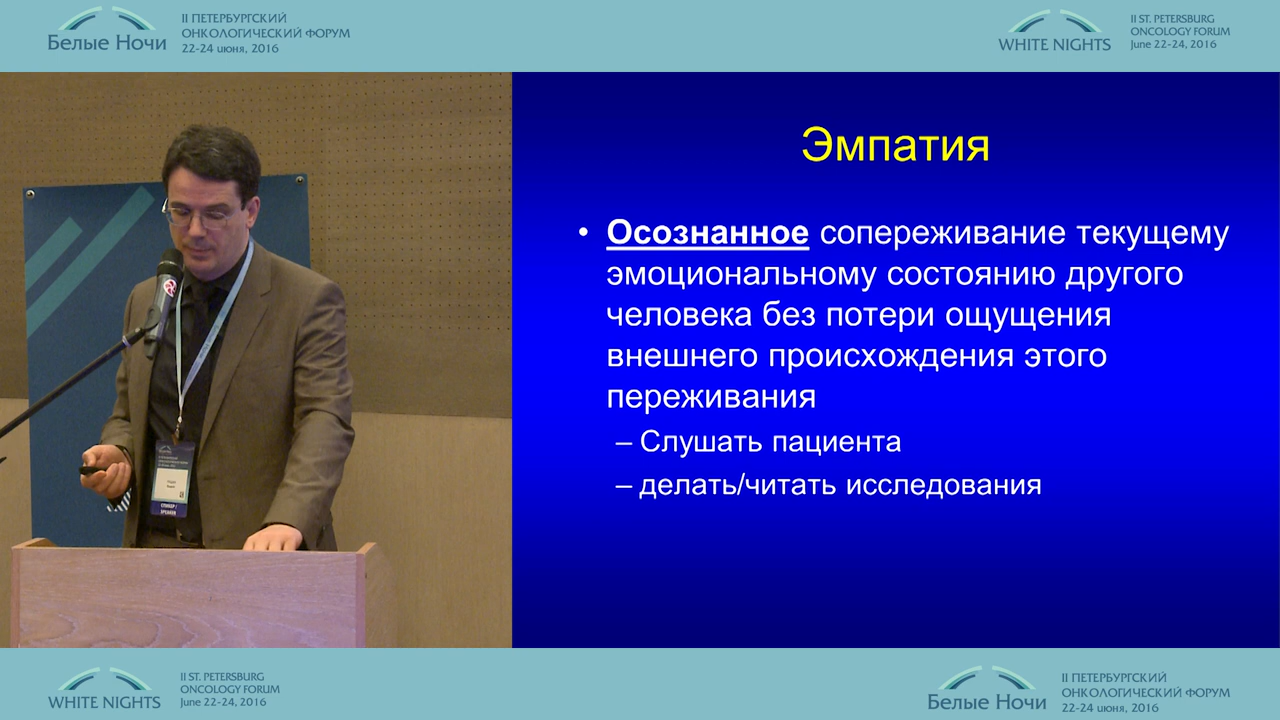 Белые Ночи
II ПЕТЕРБУРГСКИЙ
ОНКОЛОГИЧЕСКИЙ ФОРУМ
22-24 июня, 2016
WHITE NIGHTS
II ST. PETERSBURG
ONCOLOGY FORUM
June 22-24, 2016
Эмпатия
• Осознанное сопереживание текущему
эмоциональному состоянию другого
человека без потери ощущения
внешнего происхождения этого
переживания
– Слушать пациента
– делать/читать исследования
СПИКЕР /
SPEAKER
WHITE NIGHTS
II ST. PETERSBURG
ONCOLOGY FORUM
June 22-24, 2016
Белые Ночи
II ПЕТЕРБУРГСКИЙ
ОНКОЛОГИЧЕСКИЙ ФОРУМ
22-24 июня, 2016